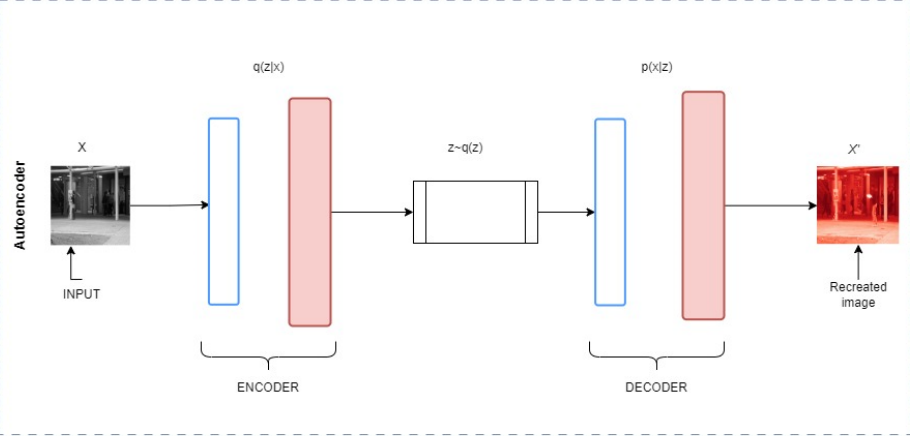 q(z|x)
p(x|z)
X
z~q(z)
X'
Autoencoder
INPUT
Recreated
image
ENCODER
DECODER